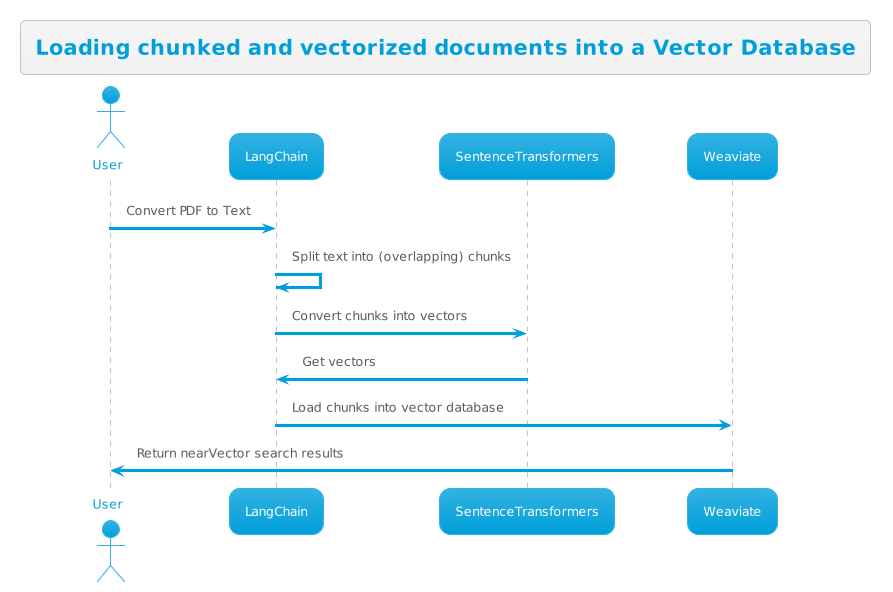 Loading chunked and vectorized documents into a Vector Database
User
LangChain
SentenceTransformers
Weaviate
Convert PDF to Text
Split text into (overlapping) chunks
Convert chunks into vectors
Get vectors
Load chunks into vector database
Return nearVector search results
User
LangChain
SentenceTransformers
Weaviate